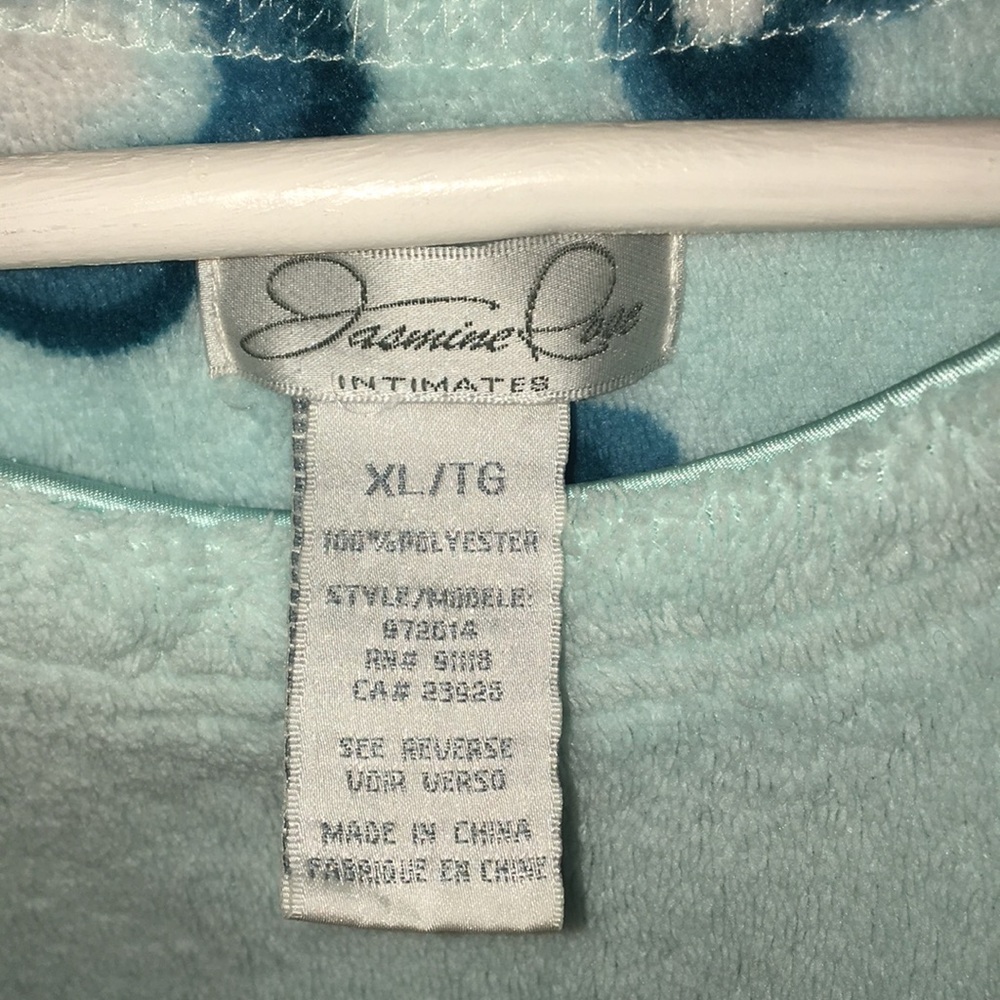 Jasmine Rose
INTIMATES
XL/TG
100% POLYESTER
STYLE/MODELE:
972614
RN# 91118
CA# 23928
SEE REVERSE
VOIR VERSO
MADE IN CHINA
FABRIQUE EN CHINE